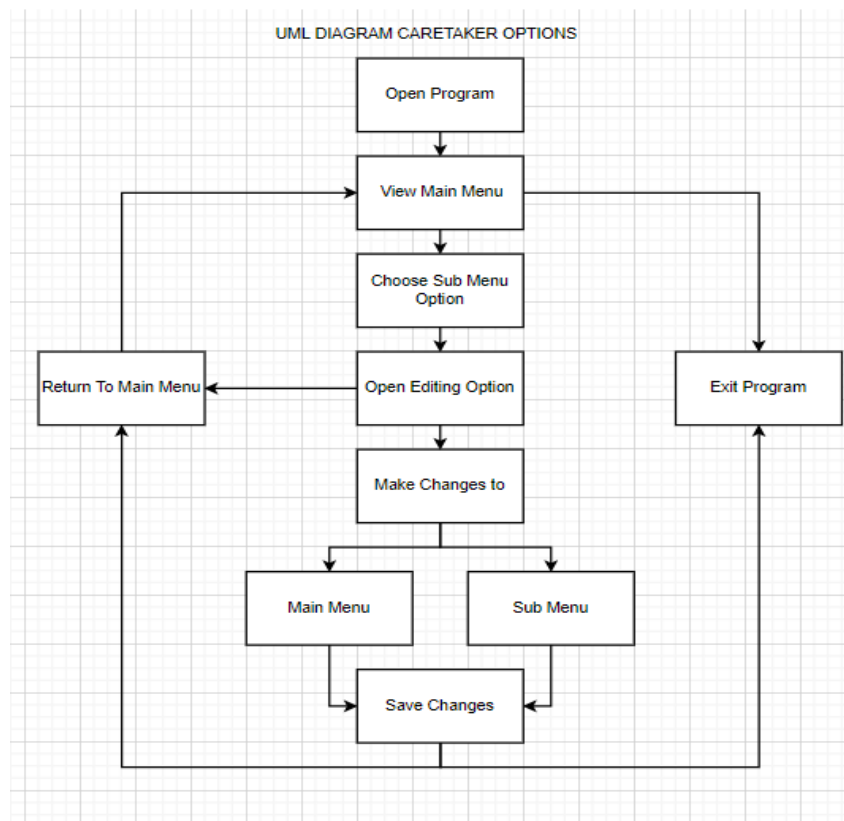 UML DIAGRAM CARETAKER OPTIONS
Open Program
View Main Menu
Choose Sub Menu
Option
Return To Main Menu
Open Editing Option
Exit Program
Make Changes to
Main Menu
Sub Menu
Save Changes